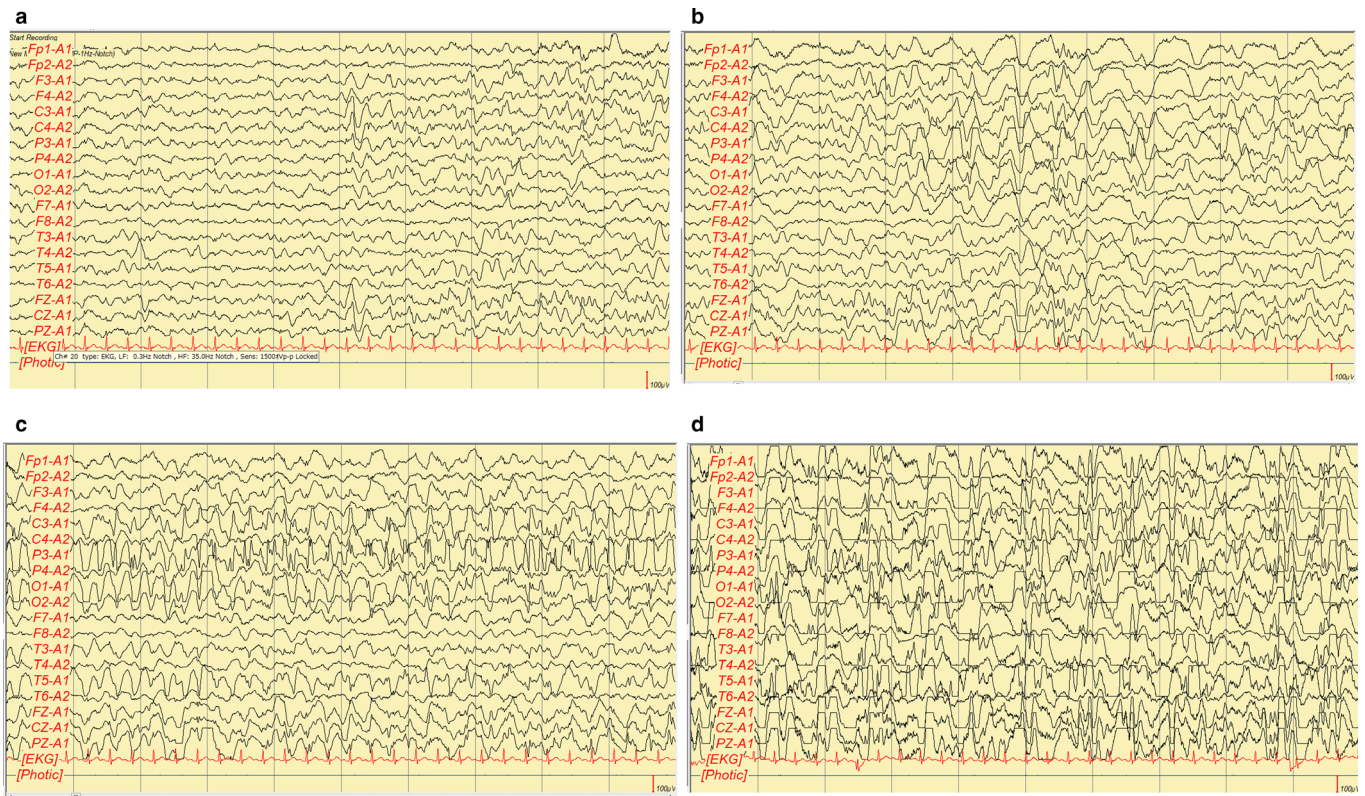 a
Start Recording
Fp1-A1
Fp2-A2
F3-A1
F4-A2
C3-A1
C4-A2
P3-A1
P4-A2
O1-A1
O2-A2
F7-A1
F8-A2
T3-A1
T4-A2
T5-A1
T6-A2
FZ-A1
CZ-A1
PZ-A1
[EKG]
Ch# 20 type: EKG, LF: 0.3Hz Notch , HF: 35.0Hz Notch , Sens: 1500#Vp-p Locked
[Photic]
100µV
b
Fp1-A1
Fp2-A2
F3-A1
F4-A2
C3-A1
C4-A2
P3-A1
P4-A2
O1-A1
O2-A2
F7-A1
F8-A2
T3-A1
T4-A2
T5-A1
T6-A2
FZ-A1
CZ-A1
PZ-A1
[EKG]
[Photic]
100µV
c
Fp1-A1
Fp2-A2
F3-A1
F4-A2
C3-A1
C4-A2
P3-A1
P4-A2
O1-A1
O2-A2
F7-A1
F8-A2
T3-A1
T4-A2
T5-A1
T6-A2
FZ-A1
CZ-A1
PZ-A1
[EKG]
[Photic]
100µV
d
Fp1-A1
Fp2-A2
F3-A1
F4-A2
C3-A1
C4-A2
P3-A1
P4-A2
O1-A1
O2-A2
F7-A1
F8-A2
T3-A1
T4-A2
T5-A1
T6-A2
FZ-A1
CZ-A1
PZ-A1
[EKG]
[Photic]
100µV